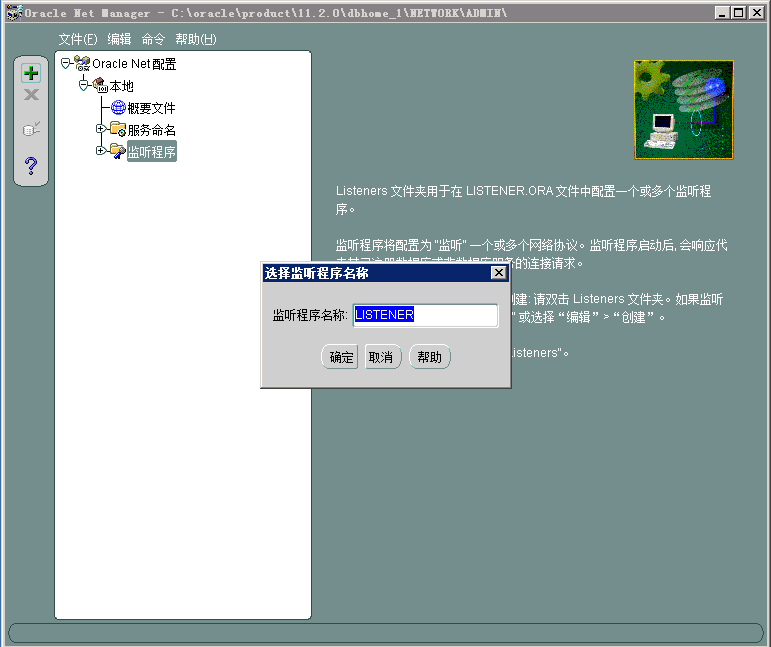 Oracle Net Manager - C:\oracle\product\11.2.0\dbhome_1\NETWORK\ADMIN\
文件(F) 编辑 命令 帮助(H)
Oracle Net 配置
本地
概要文件
服务命名
监听程序
Listeners 文件夹用于在 LISTENER.ORA 文件中配置一个或多个监听程
序。
监听程序将配置为 "监听" 一个或多个网络协议。监听程序启动后, 会响应代
的连接请求。
创建: 请双击 Listeners 文件夹。如果监听
" 或选择 “编辑” > “创建” 。
isteners"。
选择监听程序名称
监听程序名称: LISTENER
确定 取消 帮助